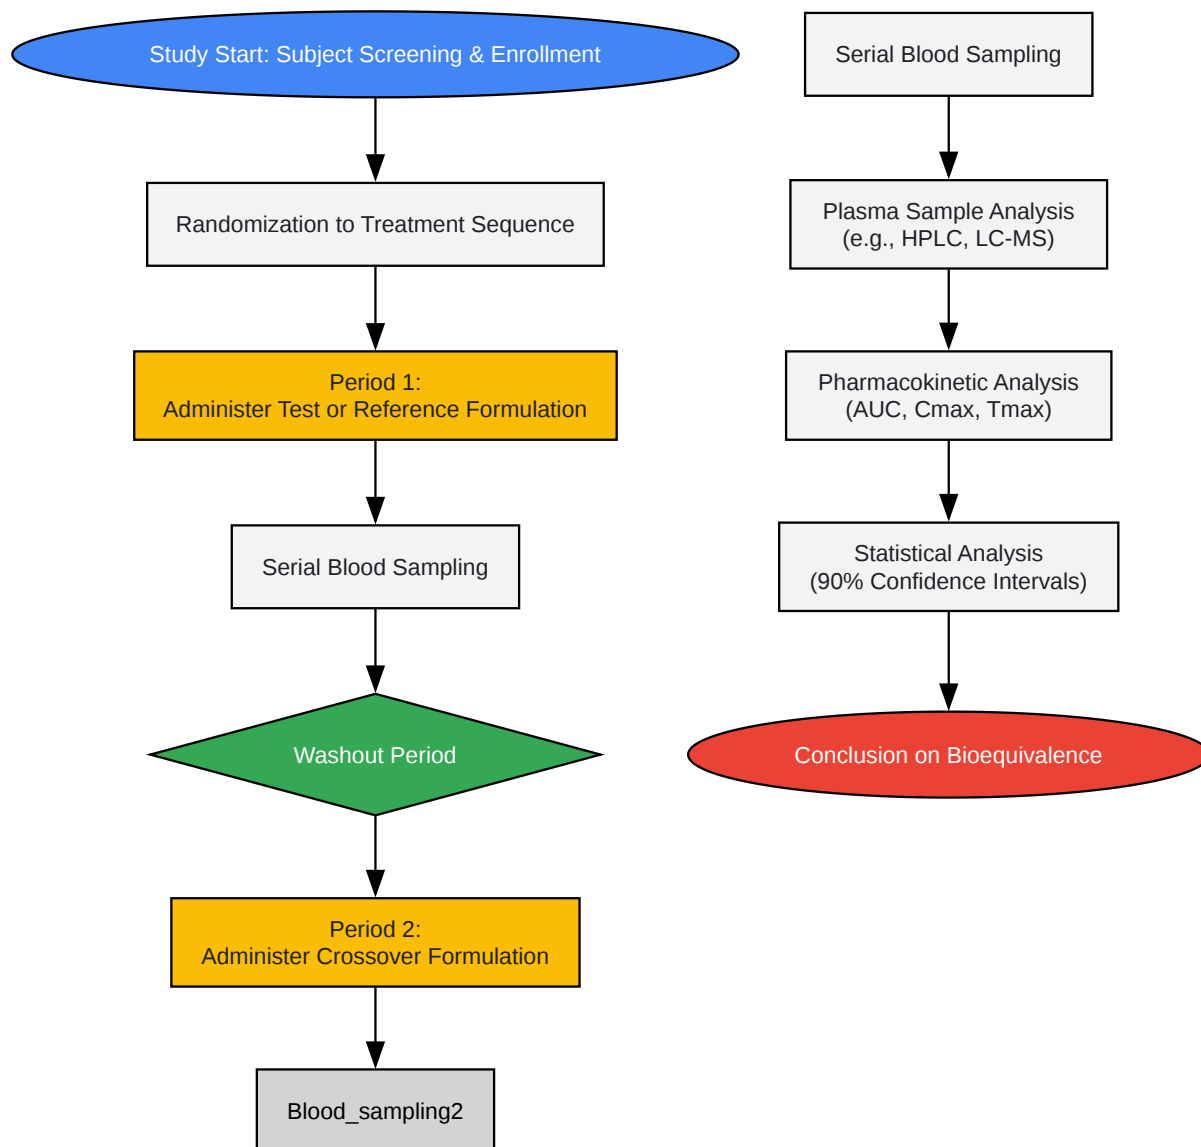 Study Start: Subject Screening & Enrollment
Randomization to Treatment Sequence
Period 1:
Administer Test or Reference Formulation
Serial Blood Sampling
Washout Period
Period 2:
Administer Crossover Formulation
Blood_sampling2
Serial Blood Sampling
Plasma Sample Analysis
(e.g., HPLC, LC-MS)
Pharmacokinetic Analysis
(AUC, Cmax, Tmax)
Statistical Analysis
(90% Confidence Intervals)
Conclusion on Bioequivalence